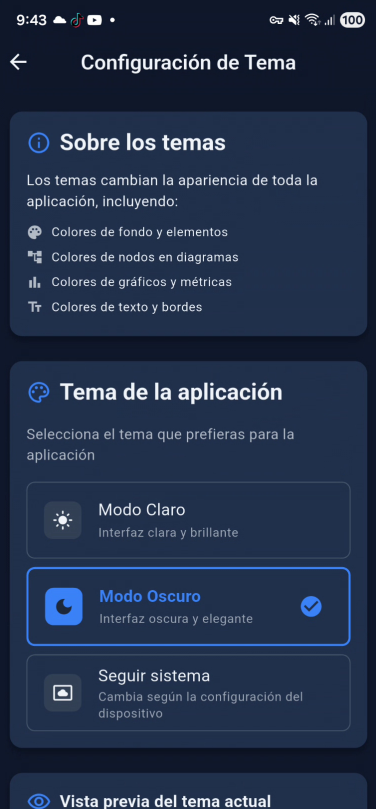 9:43
100
Configuración de Tema
Sobre los temas
Los temas cambian la apariencia de toda la
aplicación, incluyendo:
Colores de fondo y elementos
Colores de nodos en diagramas
Colores de gráficos y métricas
Tт Colores de texto y bordes
Tema de la aplicación
Selecciona el tema que prefieras para la
aplicación
Modo Claro
Interfaz clara y brillante
Modo Oscuro
Interfaz oscura y elegante
Seguir sistema
Cambia según la configuración del
dispositivo
Vista previa del tema actual